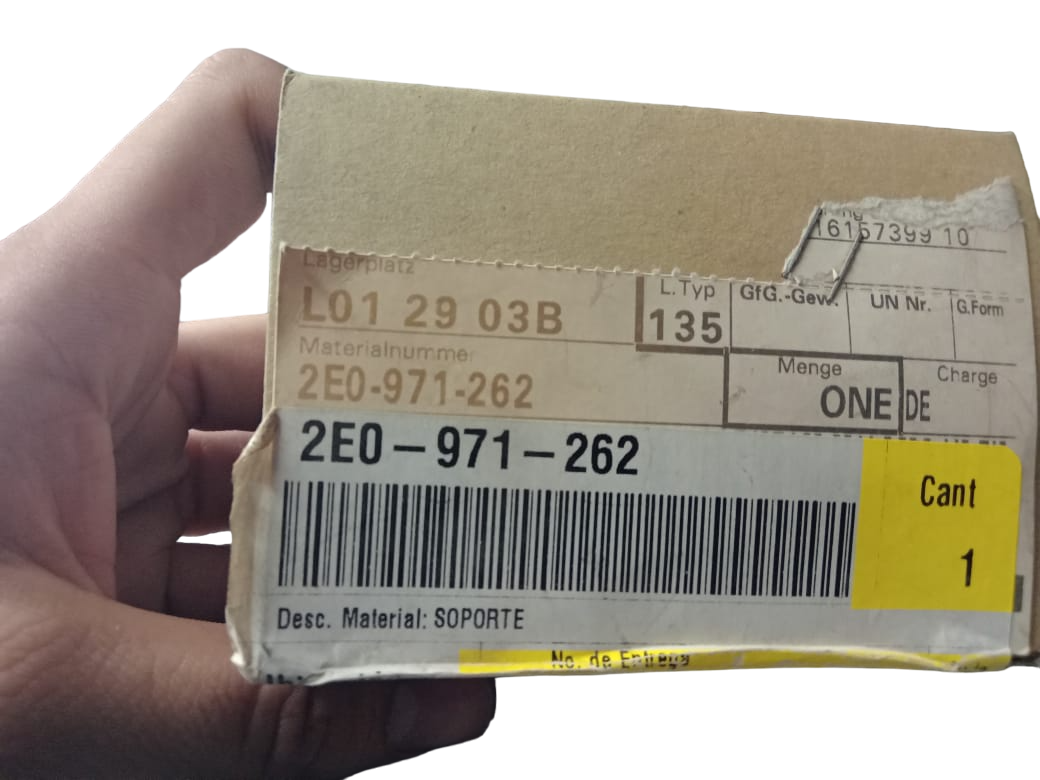 16157399 10
Lagerplatz
L01 29 03B
L.Typ
135
GfG.-Gew.
UN Nr.
G.Form
Materialnummer
2E0-971-262
Menge
ONE
Charge
DE
2E0-971-262
Cant
1
Desc. Material: SOPORTE
No. de Entrega